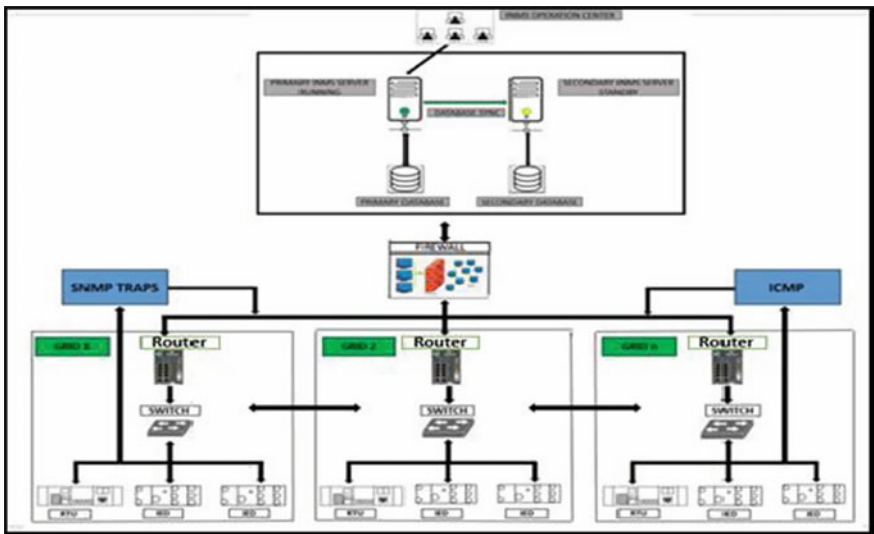 INMS OPERATION CENTER
PRIMARY INMS SERVER
RUNNING
SECONDARY INMS SERVER
STANDBY
DATABASE SYNC
PRIMARY DATABASE
SECONDARY DATABASE
FIREWALL
SNMP TRAPS
ICMP
GRID
Router
GRID 2
Router
GRID n
Router
SWITCH
SWITCH
SWITCH
RTU
IED
IED
RTU
IED
IED
RTU
IED
IED